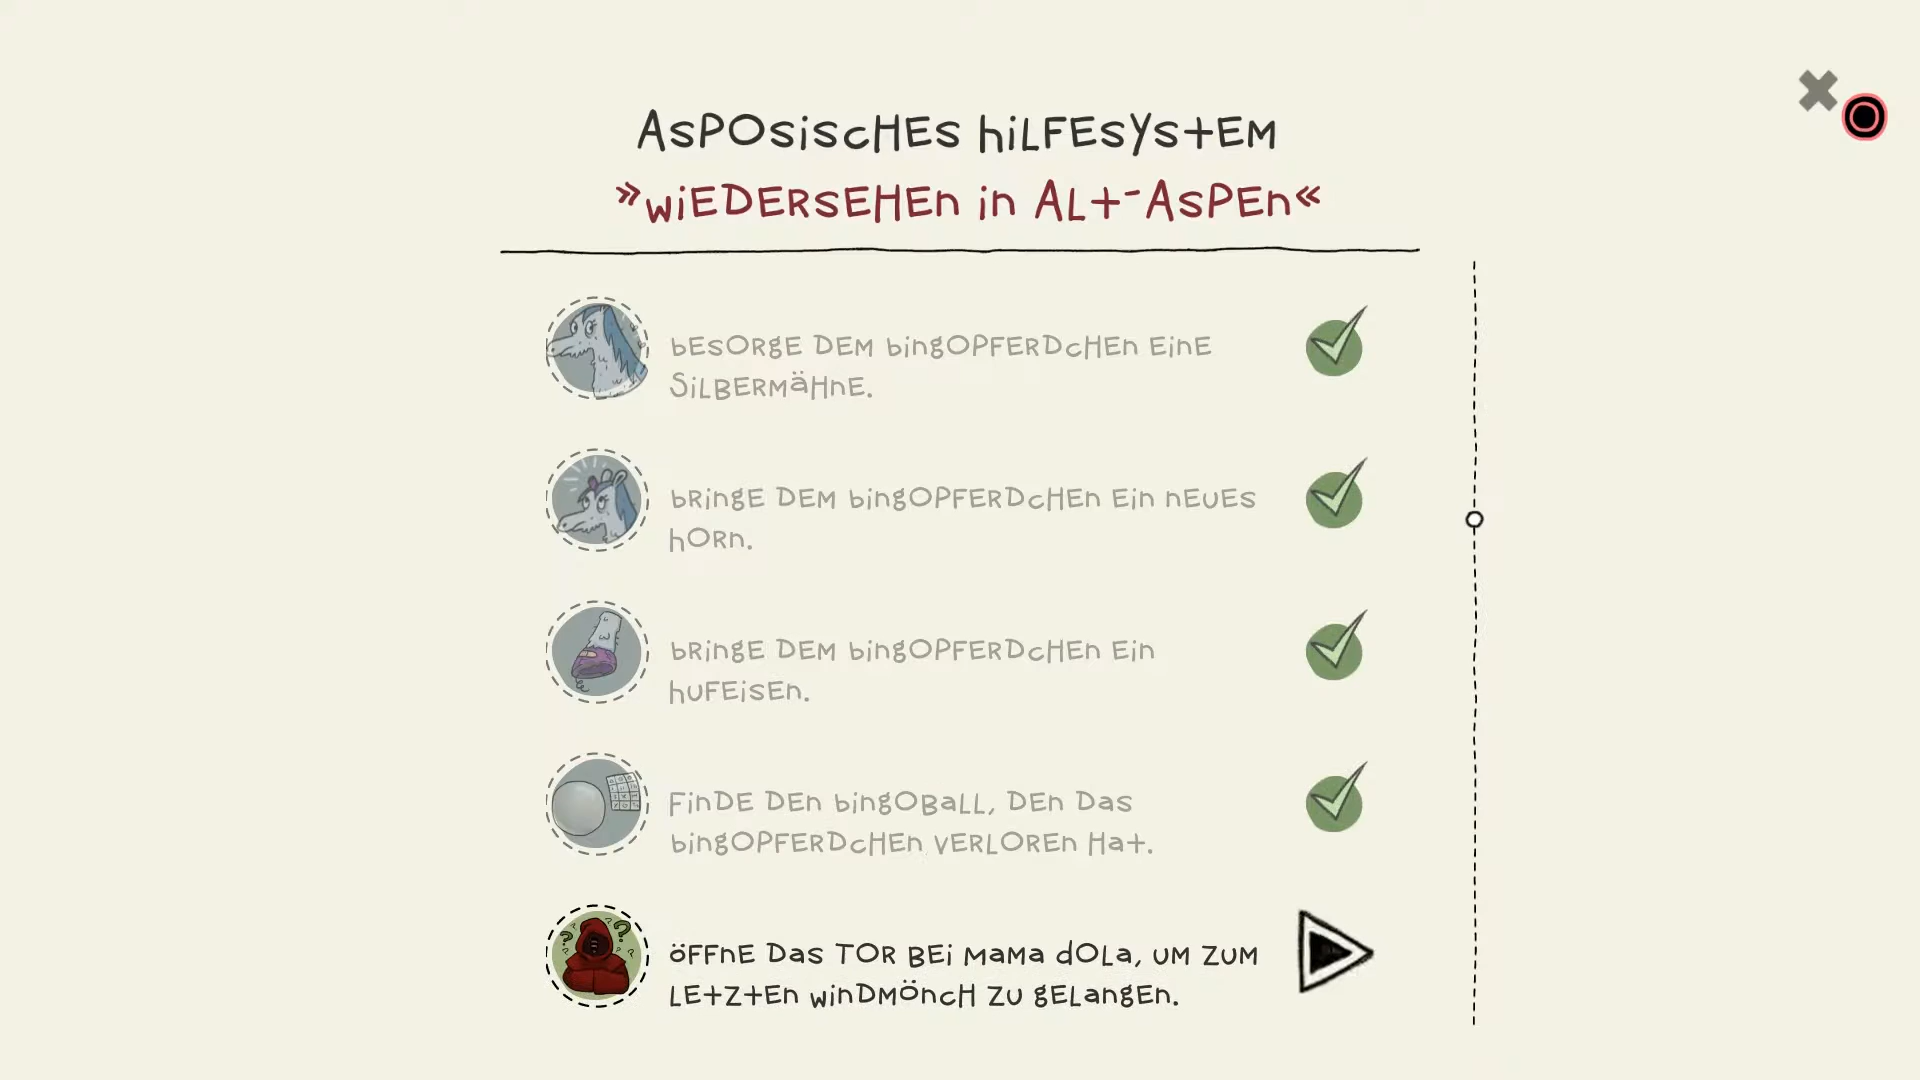 Asposisches Hilfesystem
»Wiedersehen in Alt-Aspen«
Besorge dem Bingopferdchen eine
Silbermähne.
Bringe dem Bingopferdchen ein neues
Horn.
Bringe dem Bingopferdchen ein
Hufeisen.
Finde den Bingoball, den das
Bingopferdchen verloren hat.
Öffne das Tor bei Mama Dola, um zum
letzten Windmönch zu gelangen.